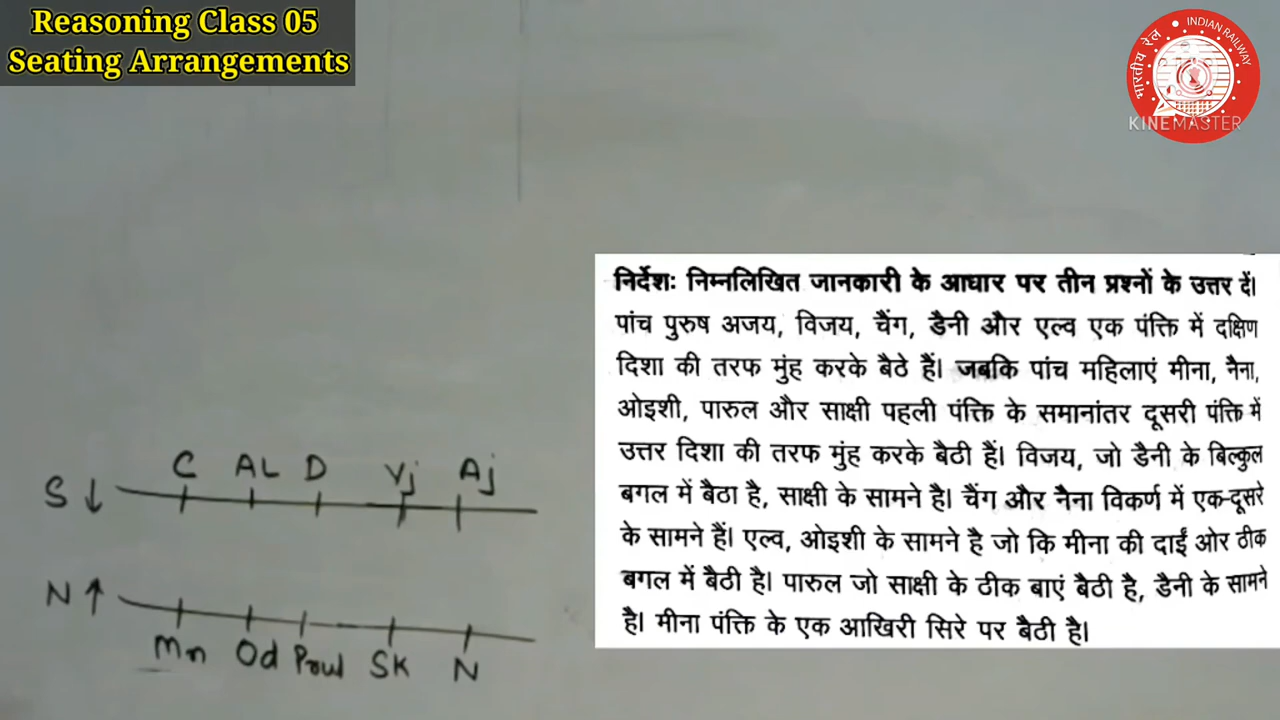 Reasoning Class 05
Seating Arrangements
भारतीय रेल
INDIAN RAILWAY
KINEMASTER
निर्देशः निम्नलिखित जानकारी के आधार पर तीन प्रश्नों के उत्तर दें।
पांच पुरुष अजय, विजय, चैंग, डैनी और एल्व एक पंक्ति में दक्षिण
दिशा की तरफ मुंह करके बैठे हैं। जबकि पांच महिलाएं मीना, नैना,
ओइशी, पारुल और साक्षी पहली पंक्ति के समानांतर दूसरी पंक्ति में
उत्तर दिशा की तरफ मुंह करके बैठी हैं। विजय, जो डैनी के बिल्कुल
बगल में बैठा है, साक्षी के सामने है। चैंग और नैना विकर्ण में एक-दूसरे
के सामने हैं। एल्व, ओइशी के सामने है जो कि मीना की दाईं ओर ठीक
बगल में बैठी है। पारुल जो साक्षी के ठीक बाएं बैठी है, डैनी के सामने
है। मीना पंक्ति के एक आखिरी सिरे पर बैठी है।
C AL D Vj Aj
S ↓
N ↑
Mn Od SK N